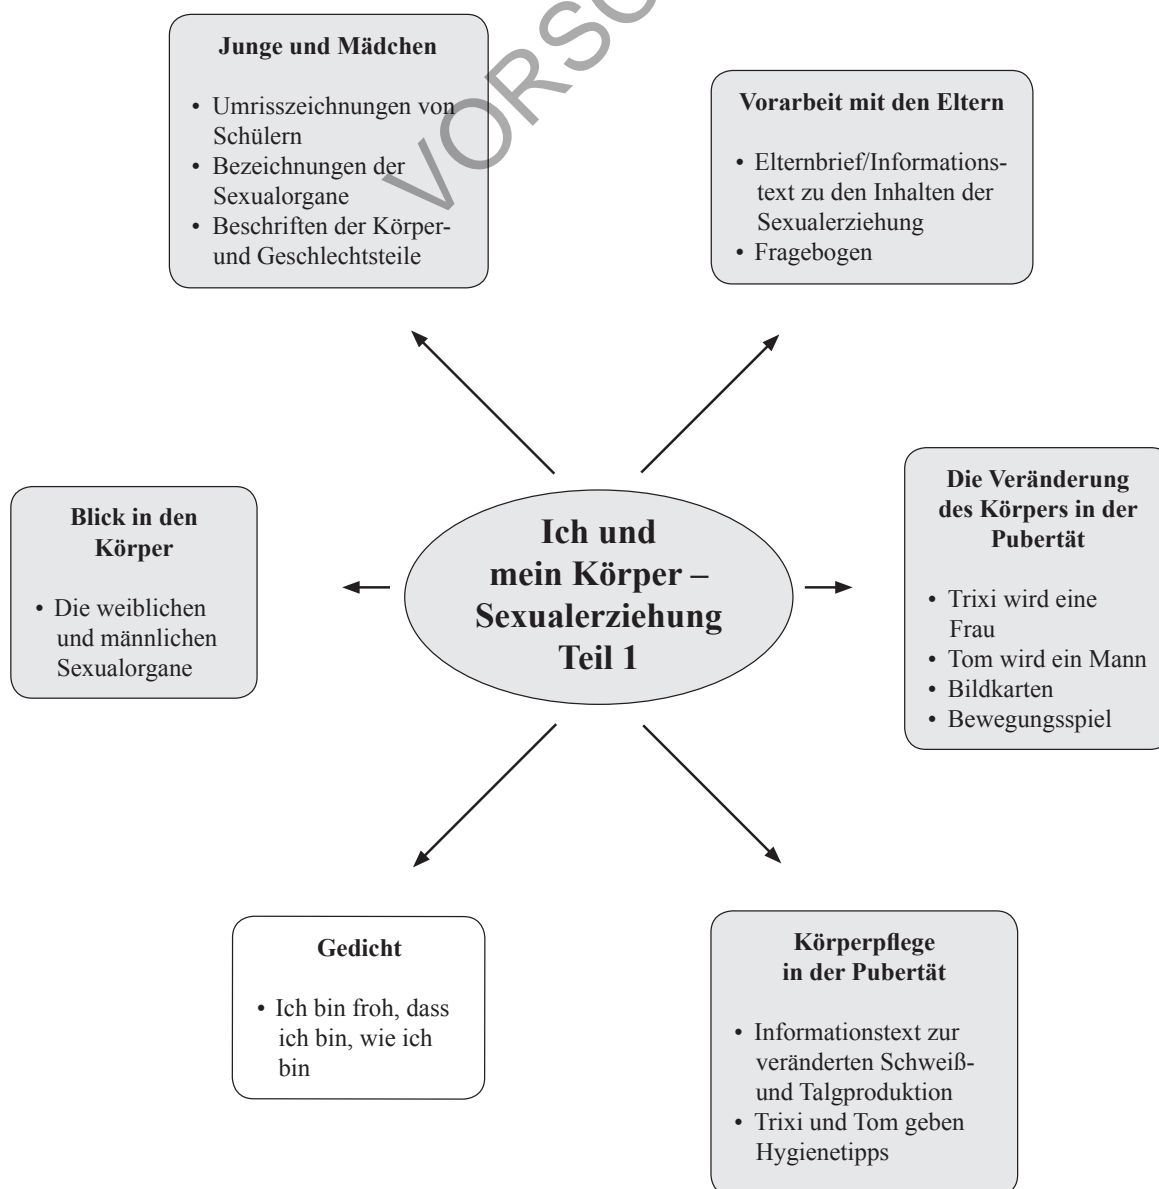 Junge und Mädchen
• Umrisszeichnungen von
Schülern
• Bezeichnungen der
Sexualorgane
• Beschriften der Körper-
und Geschlechtsteile
Vorarbeit mit den Eltern
• Elternbrief/Informations-
text zu den Inhalten der
Sexualerziehung
• Fragebogen
Blick in den
Körper
• Die weiblichen
und männlichen
Sexualorgane
Ich und
mein Körper –
Sexualerziehung
Teil 1
Die Veränderung
des Körpers in der
Pubertät
• Trixi wird eine
Frau
• Tom wird ein Mann
• Bildkarten
• Bewegungsspiel
Gedicht
• Ich bin froh, dass
ich bin, wie ich
bin
Körperpflege
in der Pubertät
• Informationstext zur
veränderten Schweiß-
und Talgproduktion
• Trixi und Tom geben
Hygienetipps